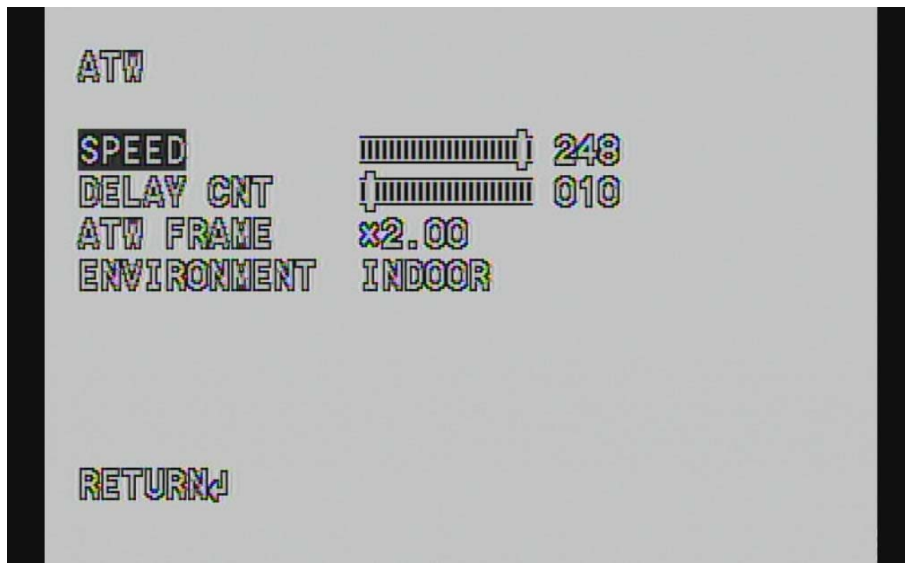 ATW
SPEED 248
DELAY CNT 010
ATW FRAME x2.00
ENVIRONMENT INDOOR
RETURN↲